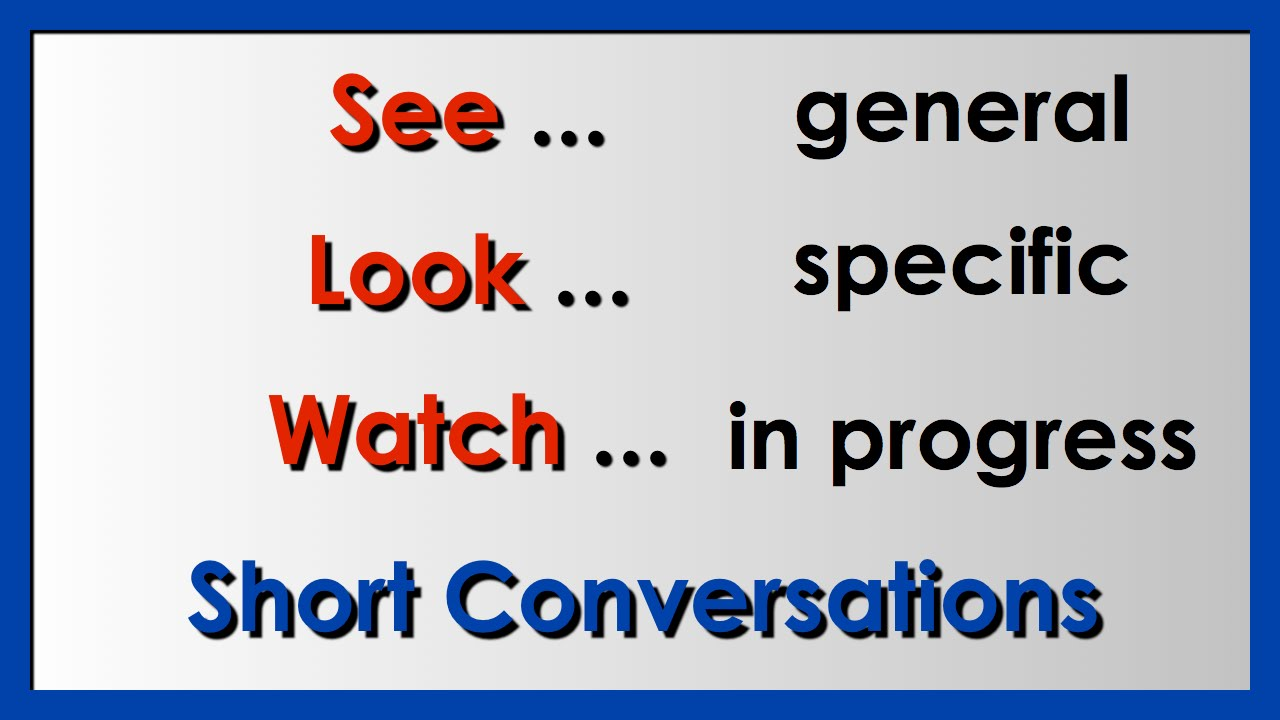 See ... general
Look ... specific
Watch ... in progress
Short Conversations